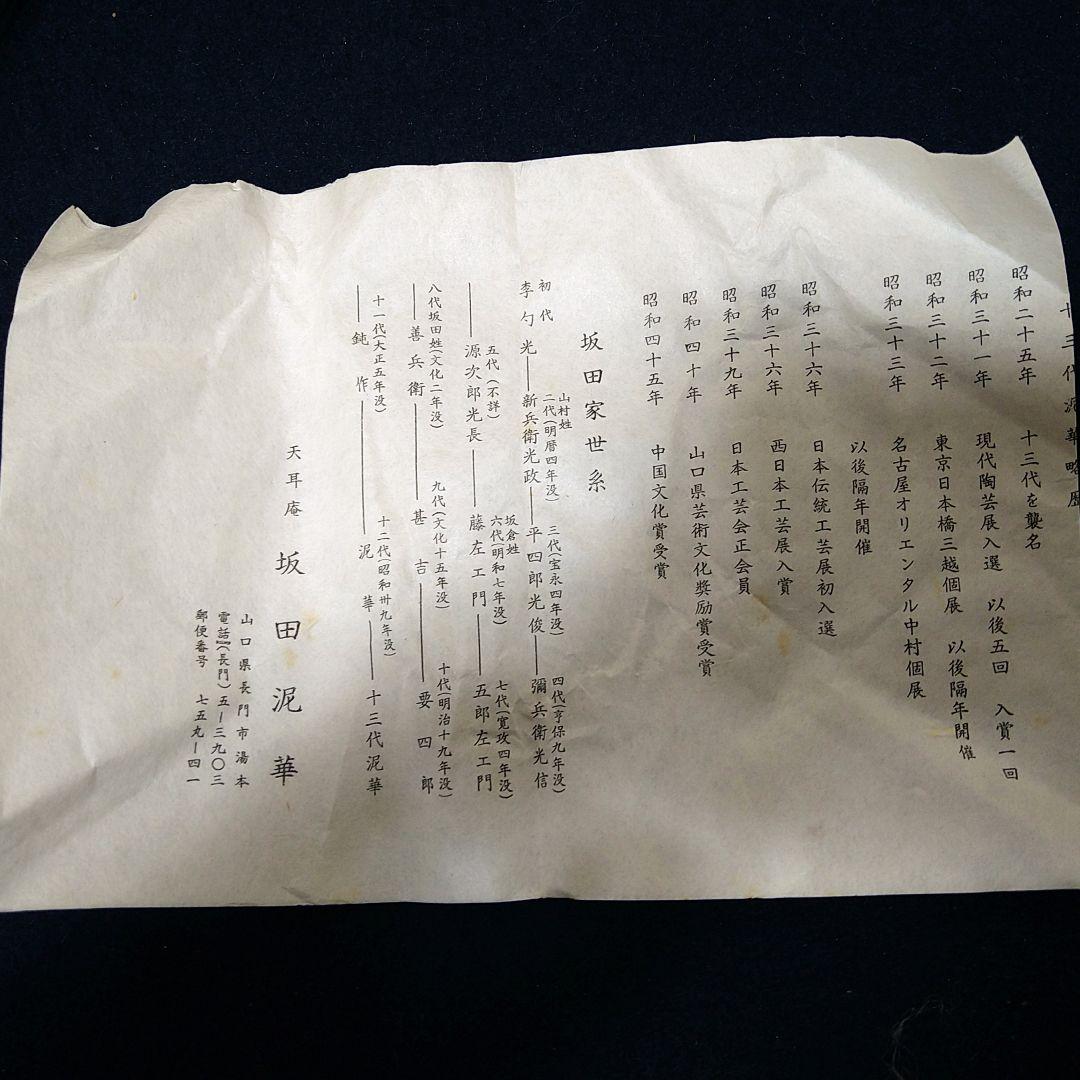 十三代泥華略歴
昭和二十五年 十三代を襲名
昭和三十一年 現代陶芸展入選 以後五回 入賞一回
昭和三十二年 東京日本橋三越個展 以後隔年開催
昭和三十三年 名古屋オリエンタル中村個展
以後隔年開催
昭和三十六年 日本伝統工芸展初入選
昭和三十六年 西日本工芸展入賞
昭和三十九年 日本工芸会正会員
昭和四十年 山口県芸術文化奨励賞受賞
昭和四十五年 中国文化賞受賞
坂田家世系
初代 山村姓 二代(明暦四年没) 三代(宝永四年没) 四代(亨保九年没)
李勺光―新兵衛光政―平四郎光俊―彌兵衛光信
五代(不詳) 坂倉姓 六代(明和七年没) 七代(寛攻四年没)
―源次郎光長―藤左エ門―五郎左エ門
八代坂田姓(文化二年没) 九代(文化十五年没) 十代(明治十九年没)
―善兵衛―甚吉―要四郎
十一代(大正五年没) 十二代(昭和卅九年没)
―鈍作―泥華―十三代泥華
天耳庵 坂田泥華
山口県長門市湯本
電話(長門)五―三九〇三
郵便番号 七五九―四一